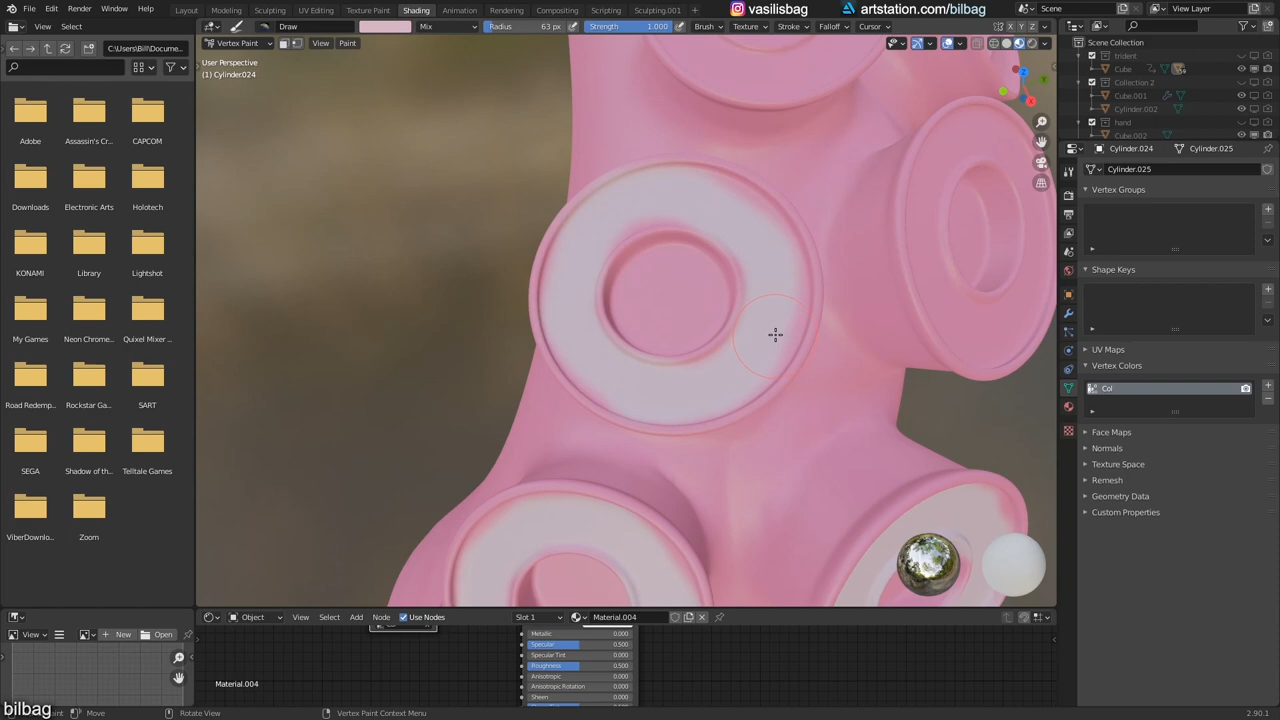 File Edit Render Window Help Layout Modeling Sculpting UV Editing Texture Paint Shading Animation Rendering Compositing Scripting Sculpting.001 @vasilisbag artstation.com/bilbag Scene View Layer
Draw Mix Radius 63 px Strength 1.000 Brush Texture Stroke Falloff Cursor
Vertex Paint View Paint
C:\Users\Bill\Docume...
User Perspective
(1) Cylinder.024
Adobe Assassin's Cr... CAPCOM
Downloads Electronic Arts Holotech
KONAMI Library Lightshot
My Games Neon Chrome... Quixel Mixer ...
Road Redemp... Rockstar Ga... SART
SEGA Shadow of th... Telltale Games
ViberDownlo... Zoom
Scene Collection
trident
Cube
Collection 2
Cube.001
Cylinder.002
hand
Cube.002
Cylinder.024 Cylinder.025
Cylinder.025
Vertex Groups
Shape Keys
UV Maps
Vertex Colors
Col
Face Maps
Normals
Texture Space
Remesh
Geometry Data
Custom Properties
Object View Select Add Node Use Nodes Slot 1 Material.004
View New Open
Metallic 0.000
Specular 0.500
Specular Tint 0.000
Roughness 0.500
Anisotropic 0.000
Anisotropic Rotation 0.000
Sheen 0.000
Material.004
bilbag
Move Rotate View Vertex Paint Context Menu 2.90.1